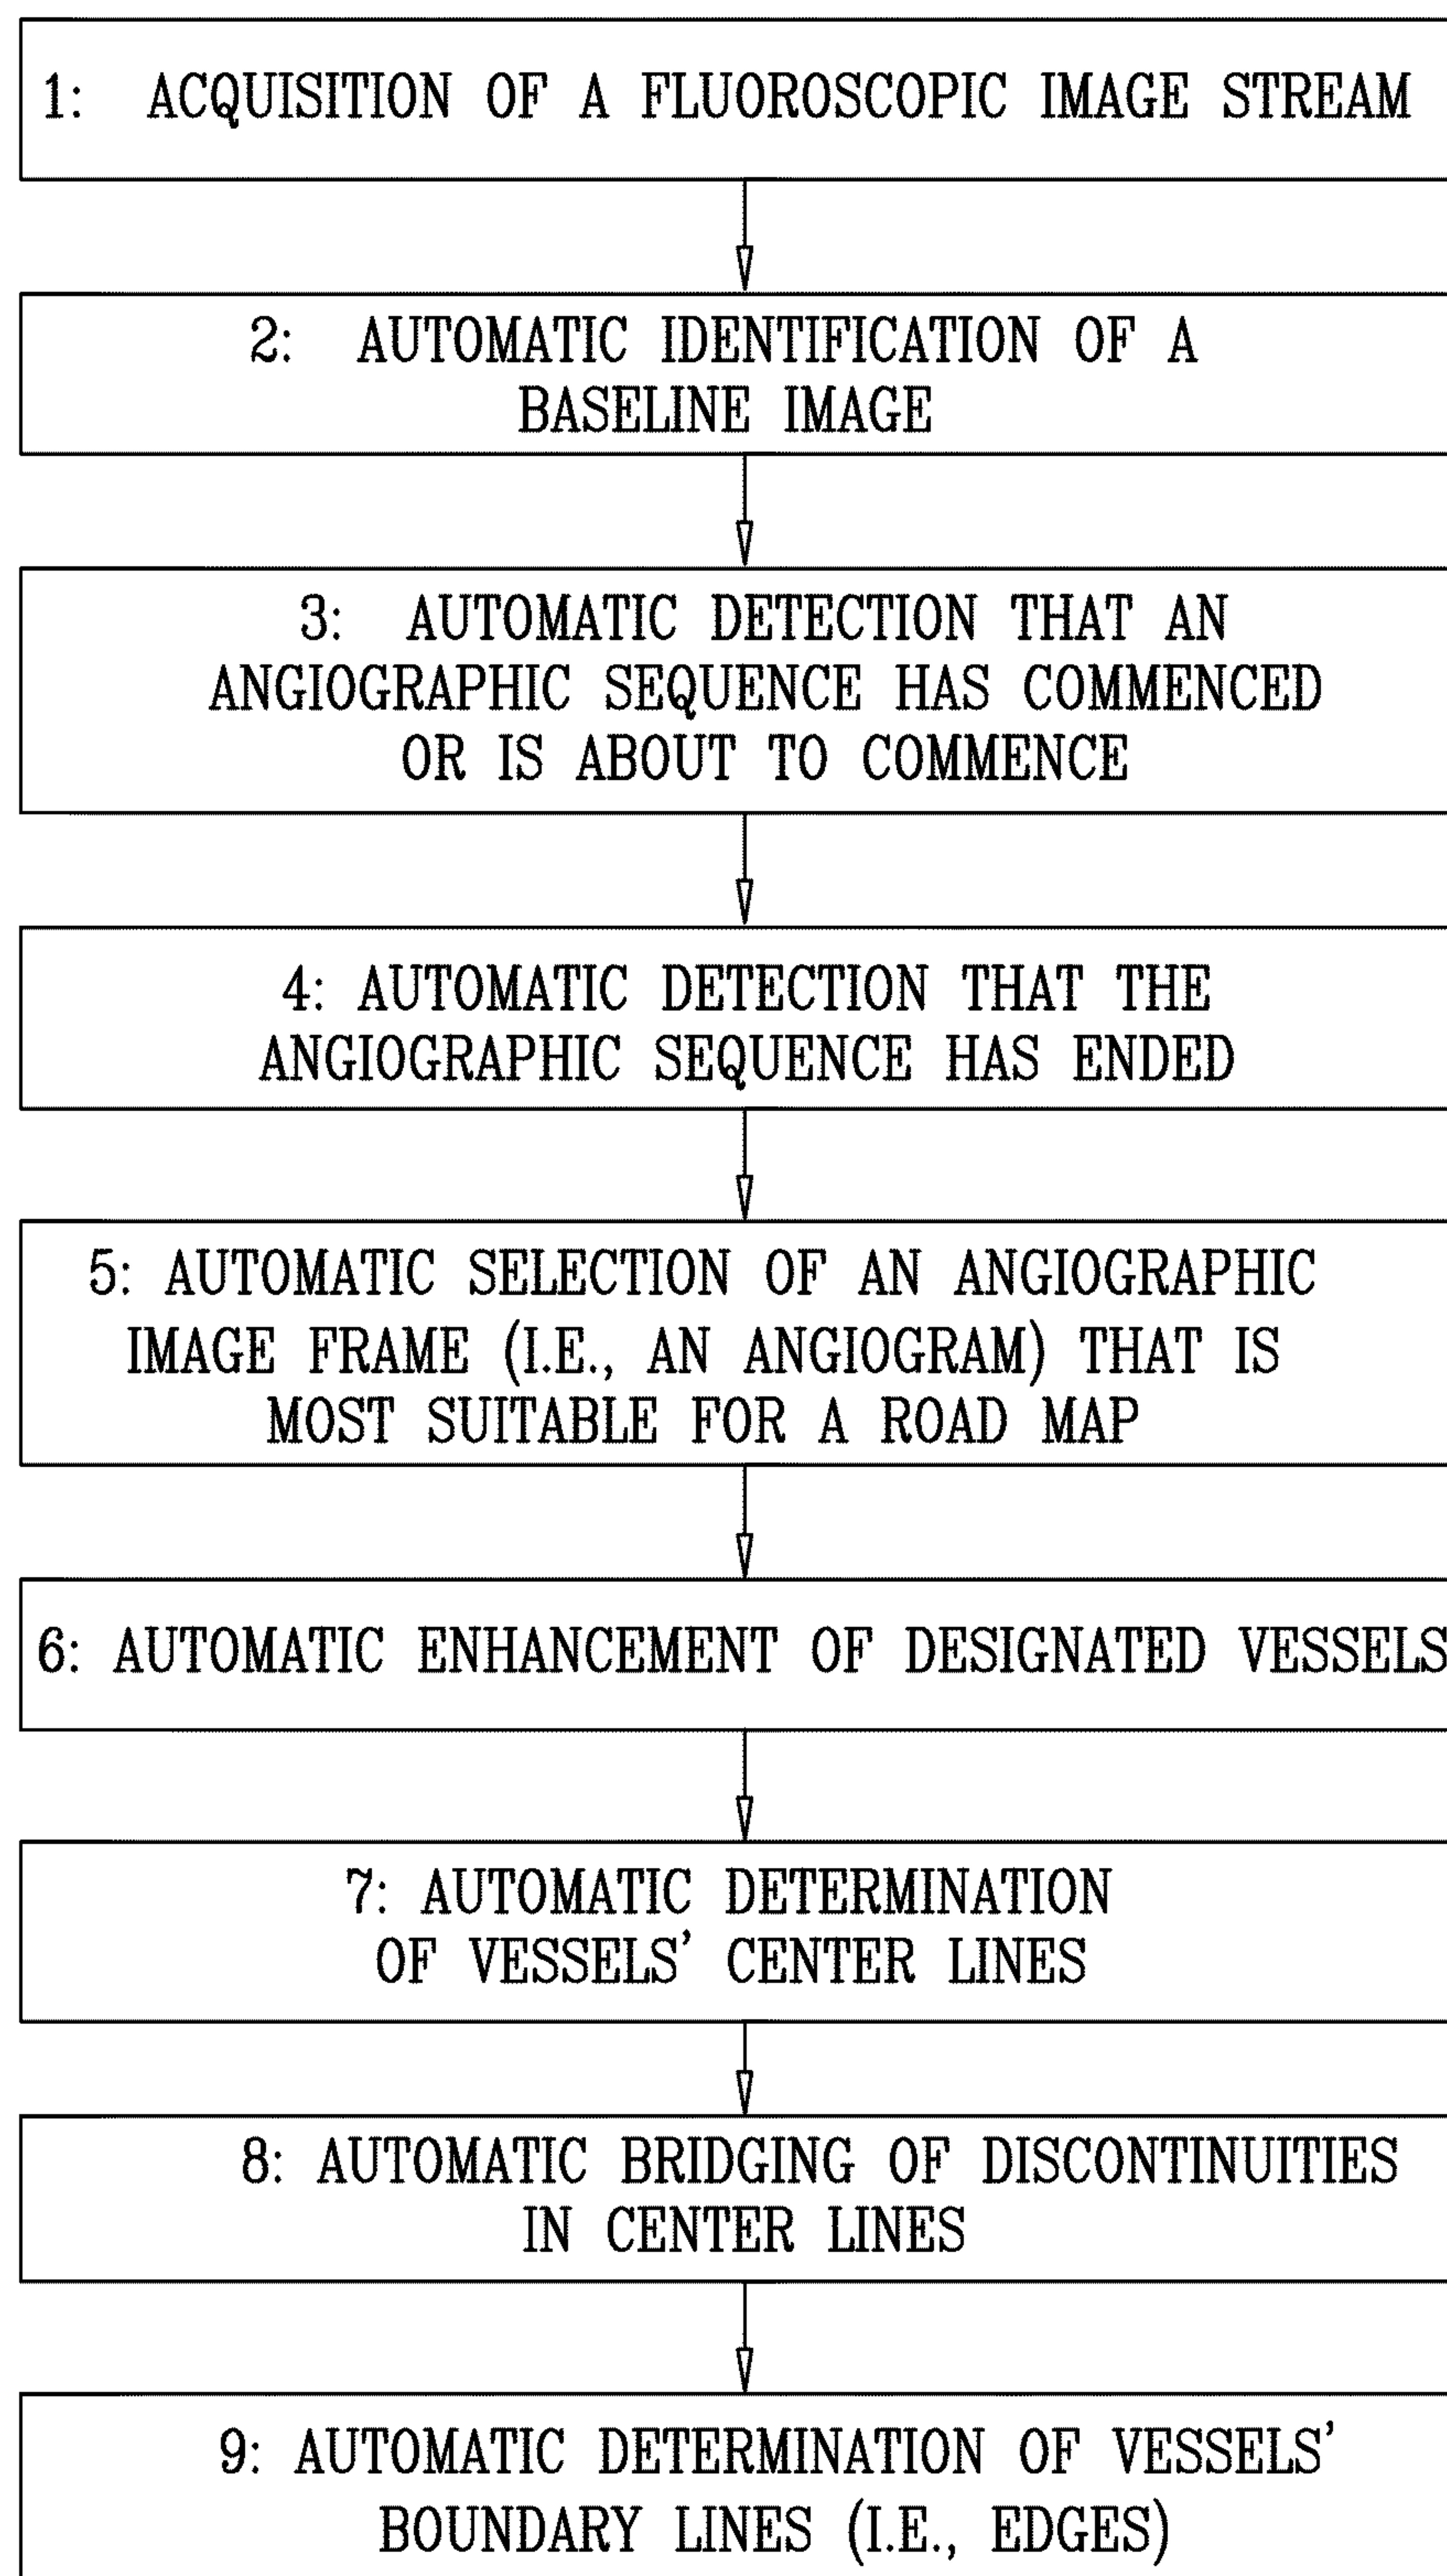 1: ACQUISITION OF A FLUOROSCOPIC IMAGE STREAM
2: AUTOMATIC IDENTIFICATION OF A
BASELINE IMAGE
3: AUTOMATIC DETECTION THAT AN
ANGIOGRAPHIC SEQUENCE HAS COMMENCED
OR IS ABOUT TO COMMENCE
4: AUTOMATIC DETECTION THAT THE
ANGIOGRAPHIC SEQUENCE HAS ENDED
5: AUTOMATIC SELECTION OF AN ANGIOGRAPHIC
IMAGE FRAME (I.E., AN ANGIOGRAM) THAT IS
MOST SUITABLE FOR A ROAD MAP
6: AUTOMATIC ENHANCEMENT OF DESIGNATED VESSELS
7: AUTOMATIC DETERMINATION
OF VESSELS' CENTER LINES
8: AUTOMATIC BRIDGING OF DISCONTINUITIES
IN CENTER LINES
9: AUTOMATIC DETERMINATION OF VESSELS'
BOUNDARY LINES (I.E., EDGES)